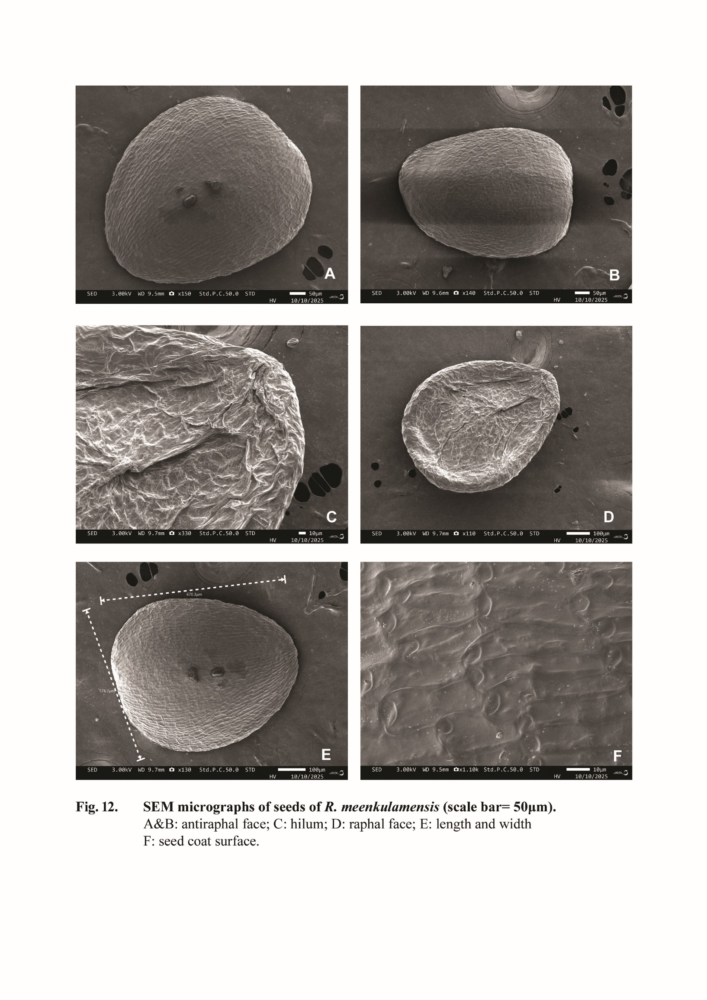 A
SED 3.00kV WD 9.5mm x150 Std.P.C.50.0 STD 50µm JEOL
HV 10/10/2025
B
SED 3.00kV WD 9.6mm x140 Std.P.C.50.0 STD 50µm JEOL
HV 10/10/2025
C
SED 3.00kV WD 9.7mm x330 Std.P.C.50.0 STD 10µm JEOL
HV 10/10/2025
D
SED 3.00kV WD 9.7mm x110 Std.P.C.50.0 STD 100µm JEOL
HV 10/10/2025
670.3µm
576.2µm
E
SED 3.00kV WD 9.7mm x130 Std.P.C.50.0 STD 100µm JEOL
HV 10/10/2025
F
SED 3.00kV WD 9.5mm x1.10k Std.P.C.50.0 STD 10µm JEOL
HV 10/10/2025
Fig. 12. SEM micrographs of seeds of R. meenkulamensis (scale bar= 50µm).
A&B: antiraphal face; C: hilum; D: raphal face; E: length and width
F: seed coat surface.